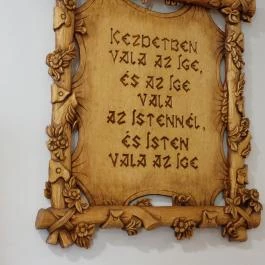 KEZDETBEN
VALA AZ IGE,
ÉS AZ IGE
VALA
AZ ISTENNÉL,
ÉS ISTEN
VALA AZ IGE